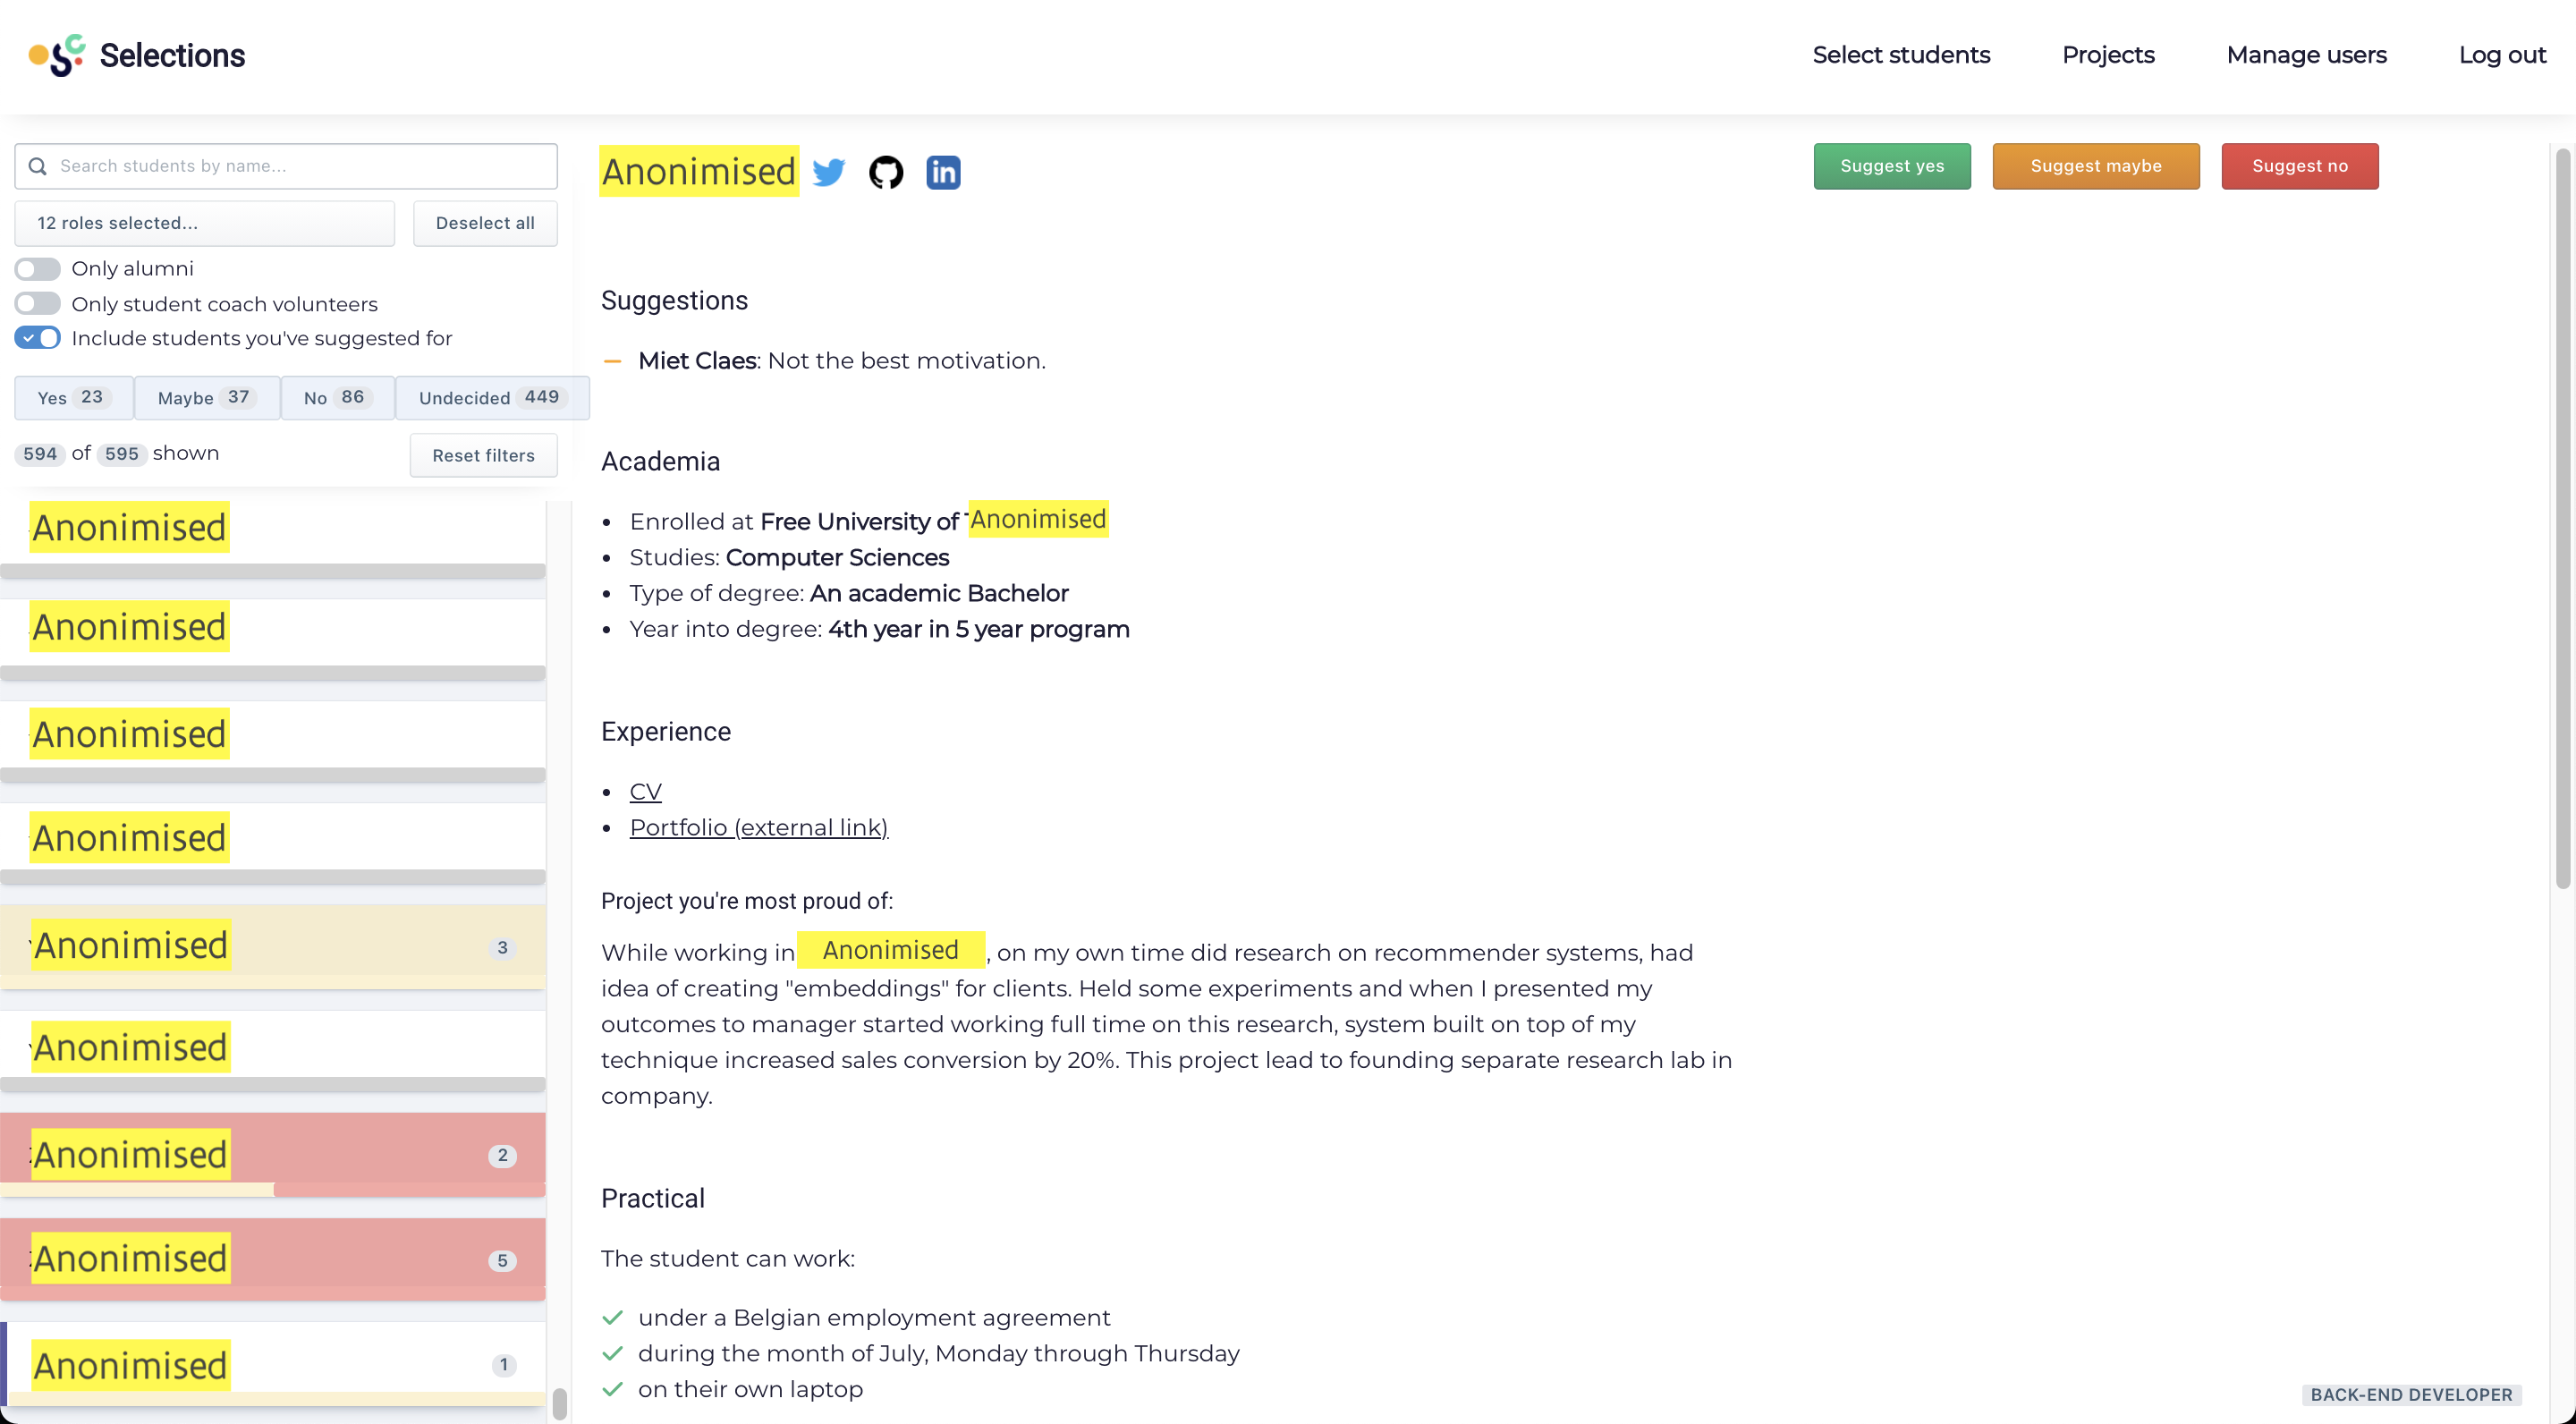 Selections
Select students
Projects
Manage users
Log out
Search students by name...
12 roles selected...
Deselect all
Only alumni
Only student coach volunteers
Include students you've suggested for
Yes 23
Maybe 37
No 86
Undecided 449
594 of 595 shown
Reset filters
Anonimised
Anonimised
Anonimised
Anonimised
Anonimised 3
Anonimised
Anonimised 2
Anonimised 5
Anonimised 1
Anonimised
in
Suggest yes
Suggest maybe
Suggest no
Suggestions
Miet Claes: Not the best motivation.
Academia
Enrolled at Free University of Anonimised
Studies: Computer Sciences
Type of degree: An academic Bachelor
Year into degree: 4th year in 5 year program
Experience
CV
Portfolio (external link)
Project you're most proud of:
While working in Anonimised, on my own time did research on recommender systems, had
idea of creating "embeddings" for clients. Held some experiments and when I presented my
outcomes to manager started working full time on this research, system built on top of my
technique increased sales conversion by 20%. This project lead to founding separate research lab in
company.
Practical
The student can work:
under a Belgian employment agreement
during the month of July, Monday through Thursday
on their own laptop
BACK-END DEVELOPER